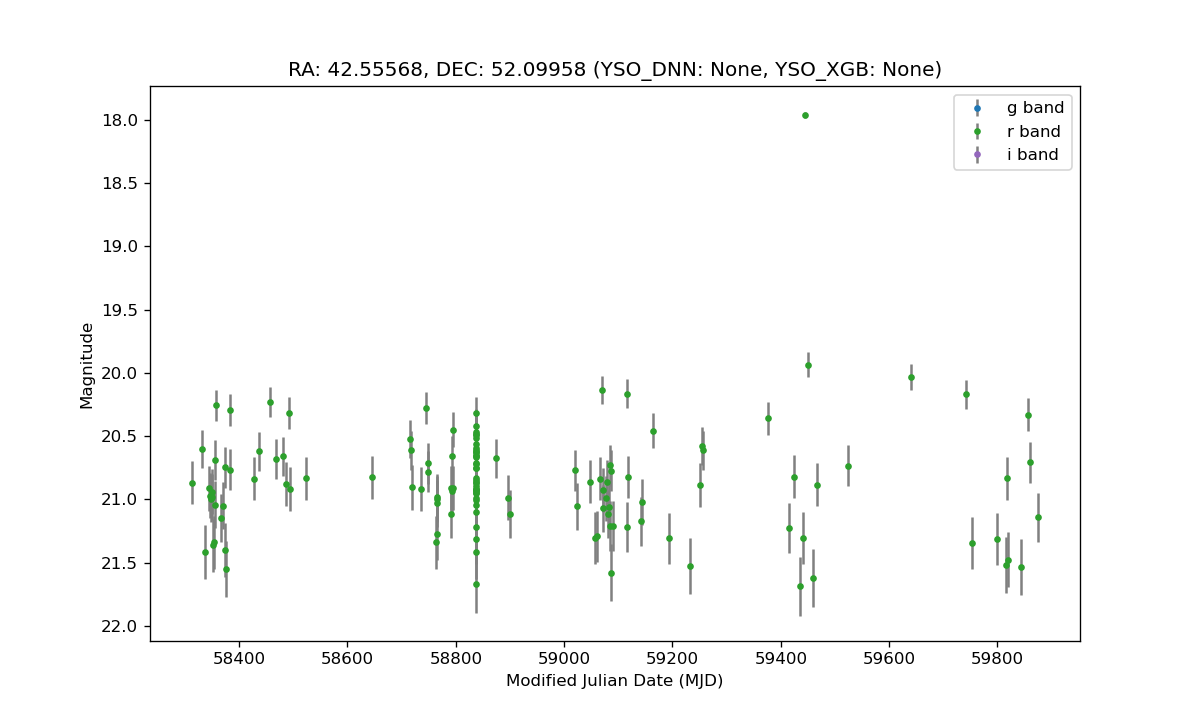 RA: 42.55568, DEC: 52.09958 (YSO_DNN: None, YSO_XGB: None)
g band
r band
i band
18.0
18.5
19.0
19.5
20.0
20.5
21.0
21.5
22.0
Magnitude
58400
58600
58800
59000
59200
59400
59600
59800
Modified Julian Date (MJD)